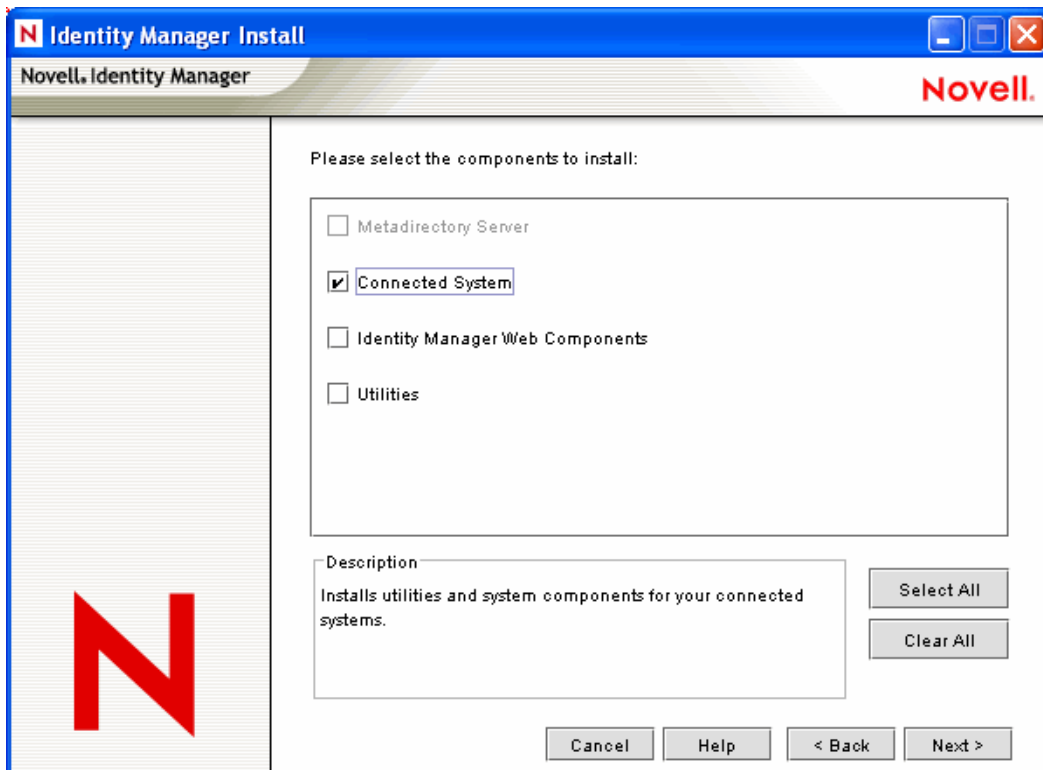 N Identity Manager Install
Novell. Identity Manager
Novell.
Please select the components to install:
Metadirectory Server
Connected System
Identity Manager Web Components
Utilities
Description
Installs utilities and system components for your connected
systems.
Select All
Clear All
N
Cancel
Help
< Back
Next >